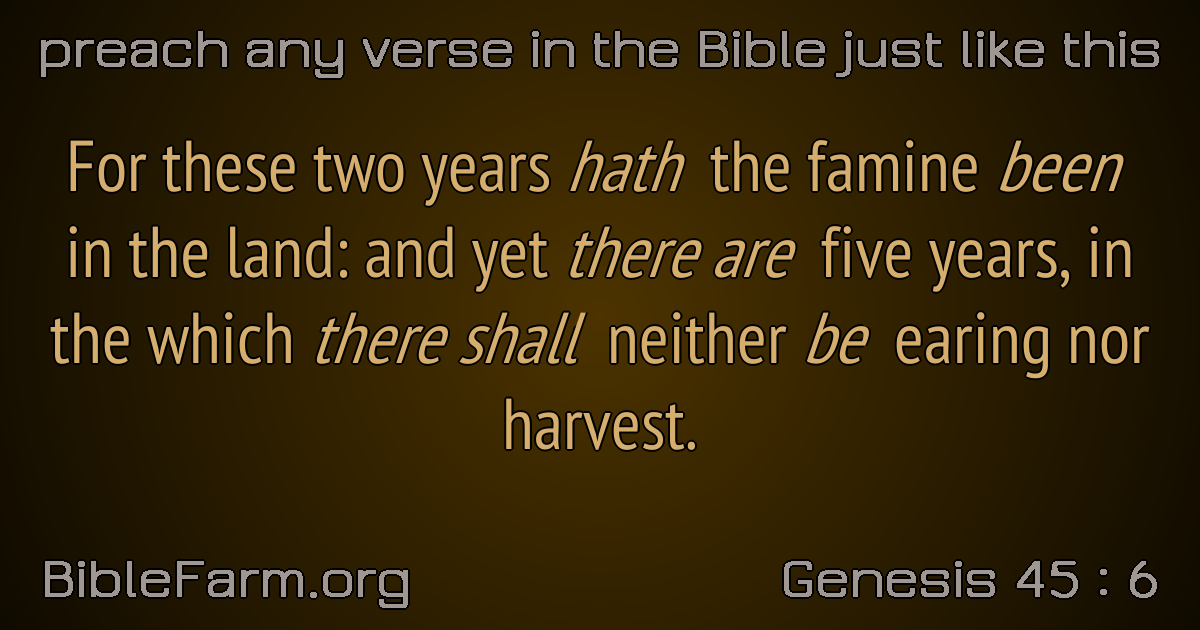 preach any verse in the Bible just like this
For these two years hath the famine been
in the land: and yet there are five years, in
the which there shall neither be earing nor
harvest.
BibleFarm.org
Genesis 45 : 6